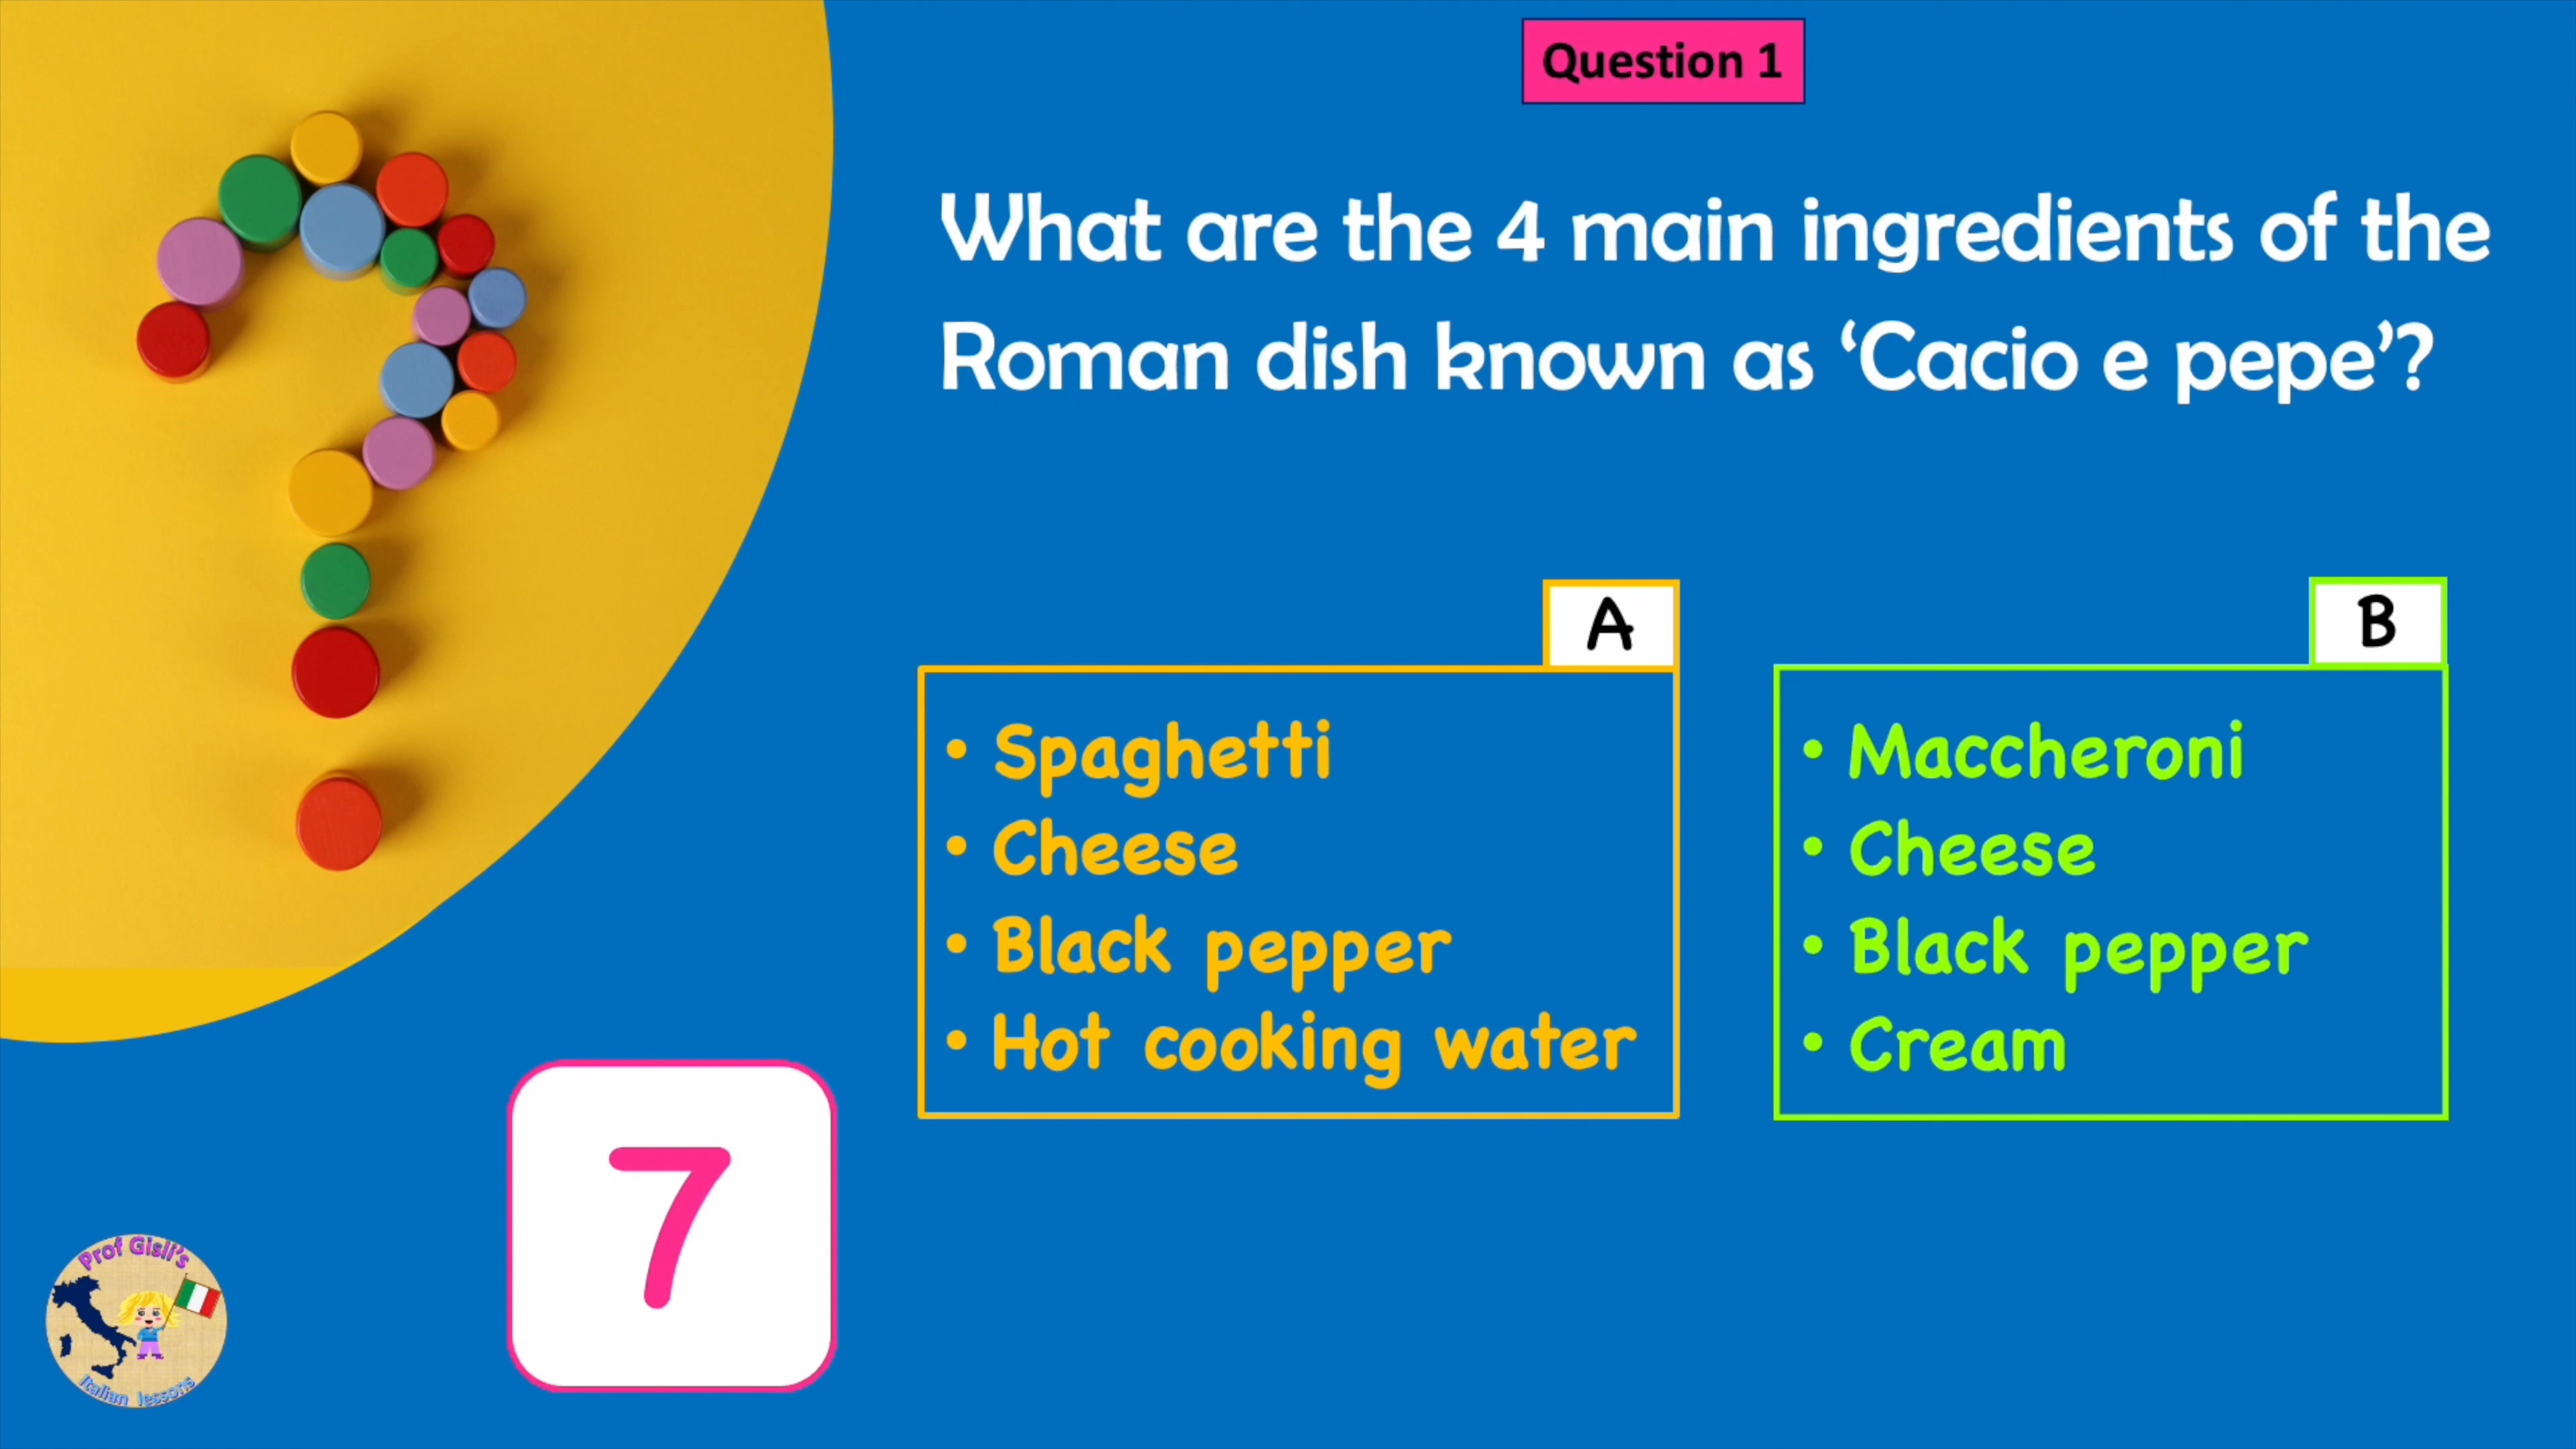 Question 1
What are the 4 main ingredients of the
Roman dish known as ‘Cacio e pepe’?
A
• Spaghetti
• Cheese
• Black pepper
• Hot cooking water
B
• Maccheroni
• Cheese
• Black pepper
• Cream
7
Prof Gisli's
Italian lessons